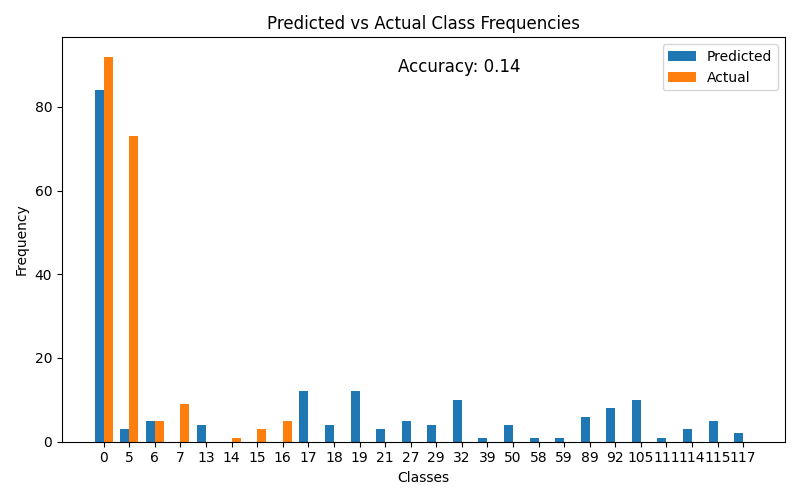 Predicted vs Actual Class Frequencies
Accuracy: 0.14
Predicted
Actual
Frequency
80
60
40
20
0
0 5 6 7 13 14 15 16 17 18 19 21 27 29 32 39 50 58 59 89 92 105 111 114 115 117
Classes